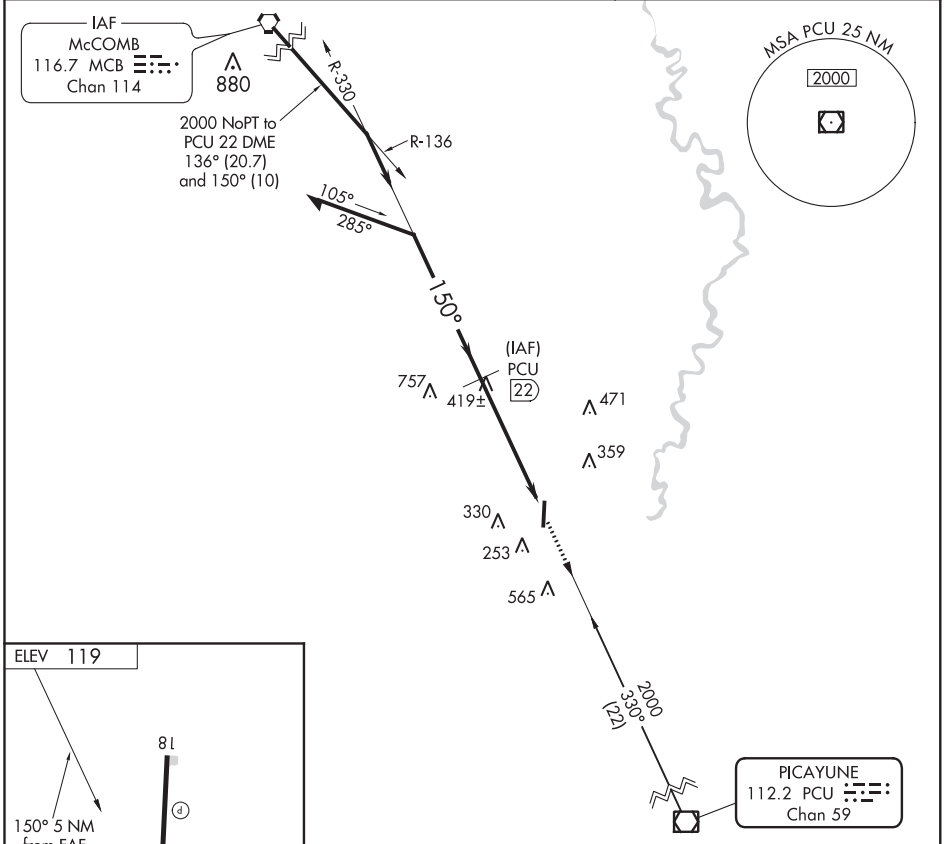 IAF
McCOMB
116.7 MCB
Chan 114
880
2000 NoPT to
PCU 22 DME
136° (20.7)
and 150° (10)
R-330
R-136
MSA PCU 25 NM
2000
105°
285°
150°
(IAF)
PCU
22
757
419±
471
359
330
253
565
2000
330°
(22)
PICAYUNE
112.2 PCU
Chan 59
ELEV 119
18
P
150° 5 NM
from FAF